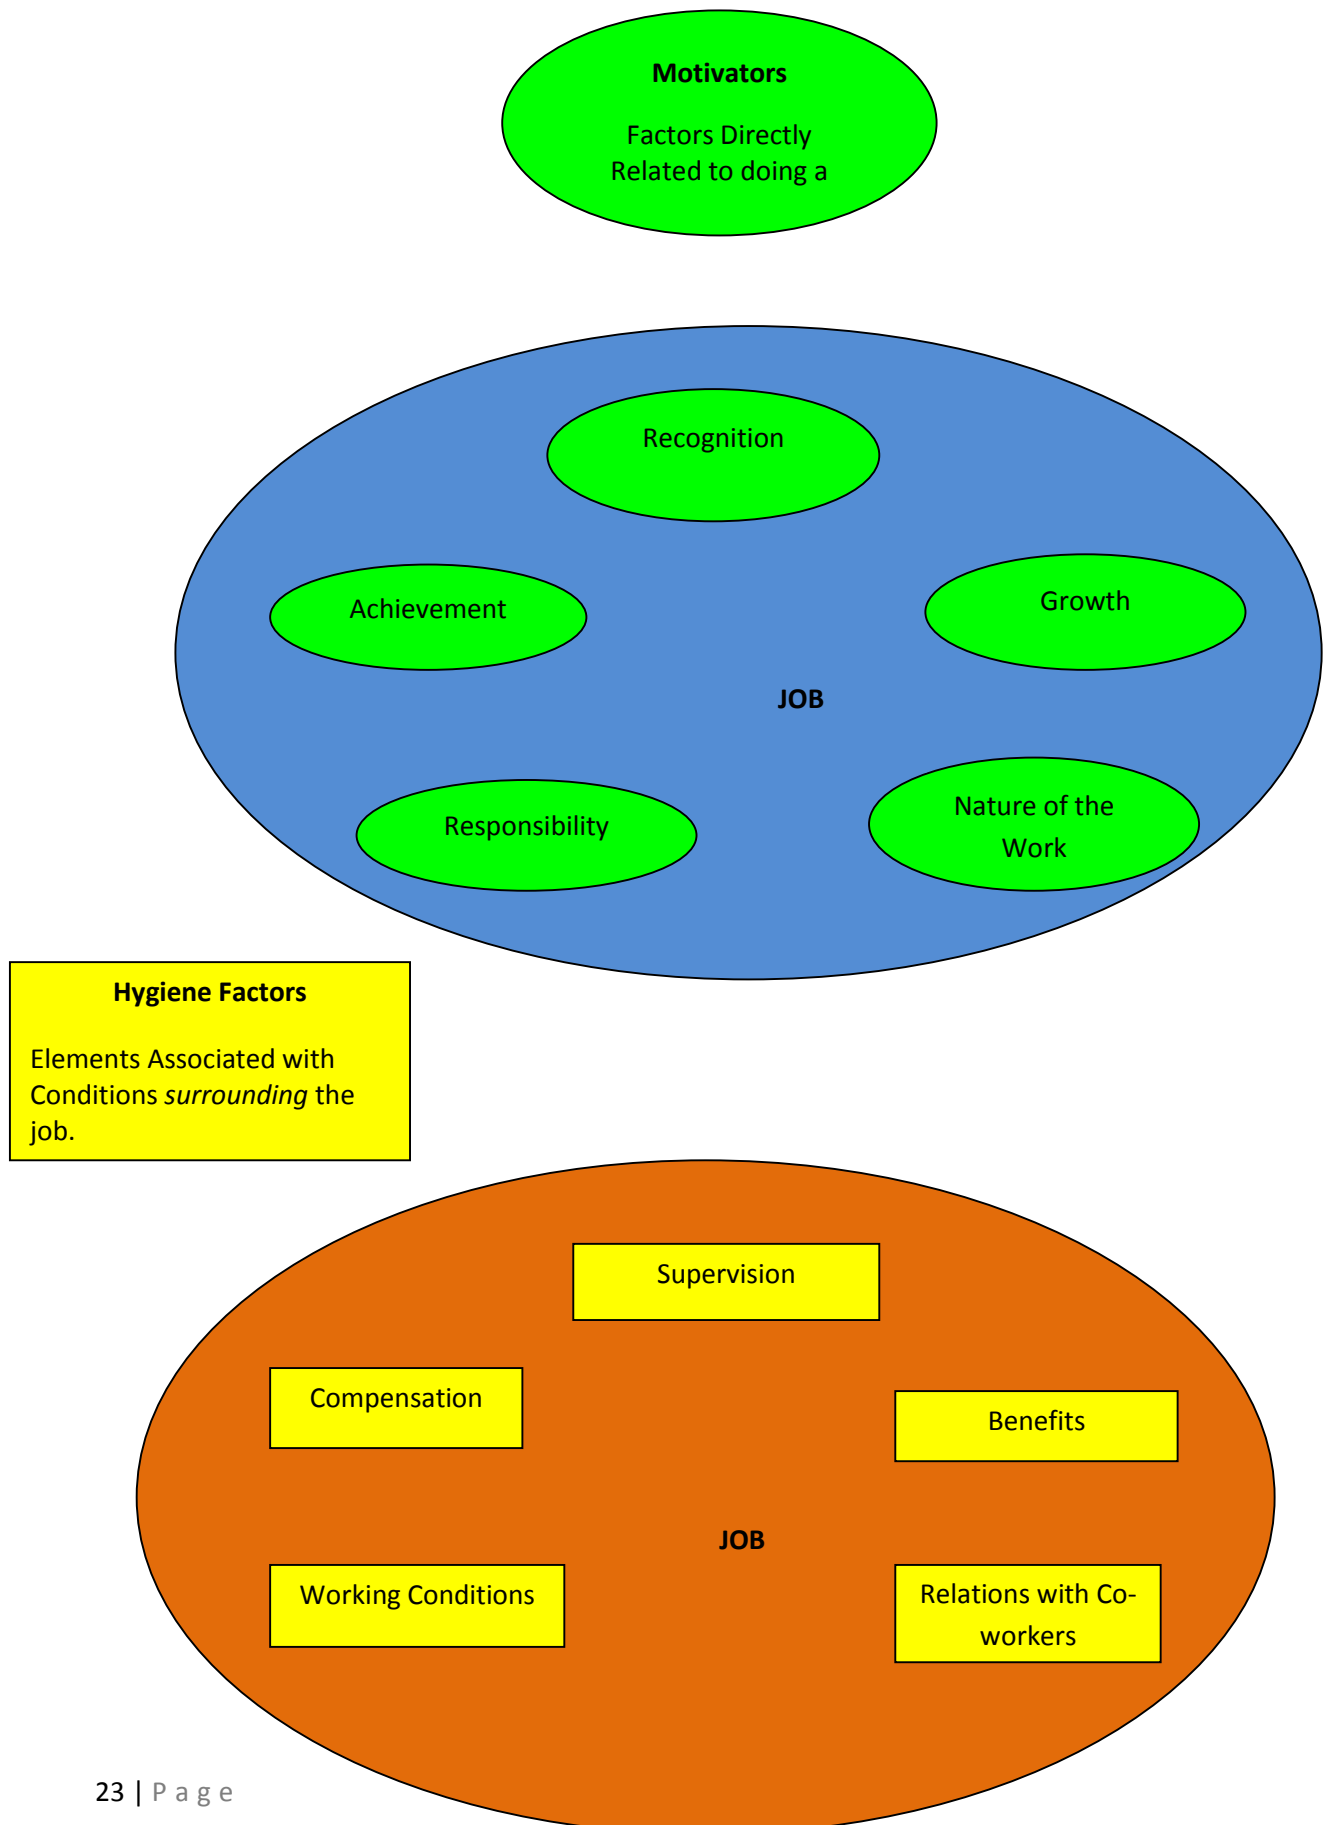 Motivators
Factors Directly
Related to doing a
Recognition
Achievement
Growth
JOB
Responsibility
Nature of the
Work
Hygiene Factors
Elements Associated with
Conditions surrounding the
job.
Supervision
Compensation
Benefits
JOB
Working Conditions
Relations with Co-
workers
23 | P a g e